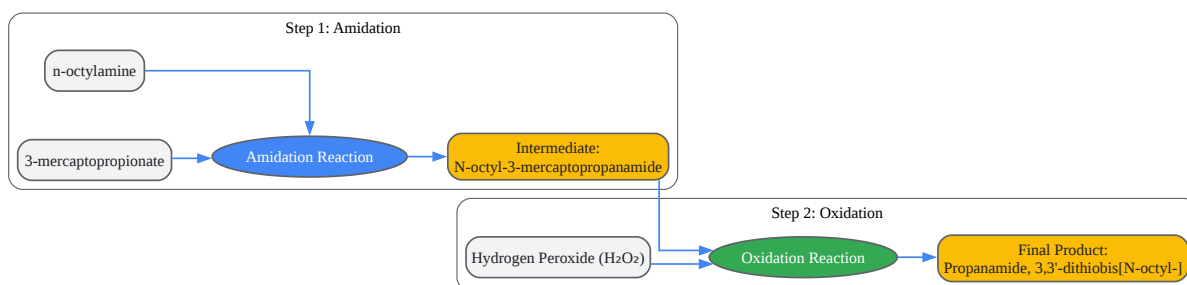 Step 1: Amidation
n-octylamine
3-mercaptopropionate
Amidation Reaction
Intermediate:
N-octyl-3-mercaptopropanamide
Step 2: Oxidation
Hydrogen Peroxide (H₂O₂)
Oxidation Reaction
Final Product:
Propanamide, 3,3'-dithiobis[N-octyl-]